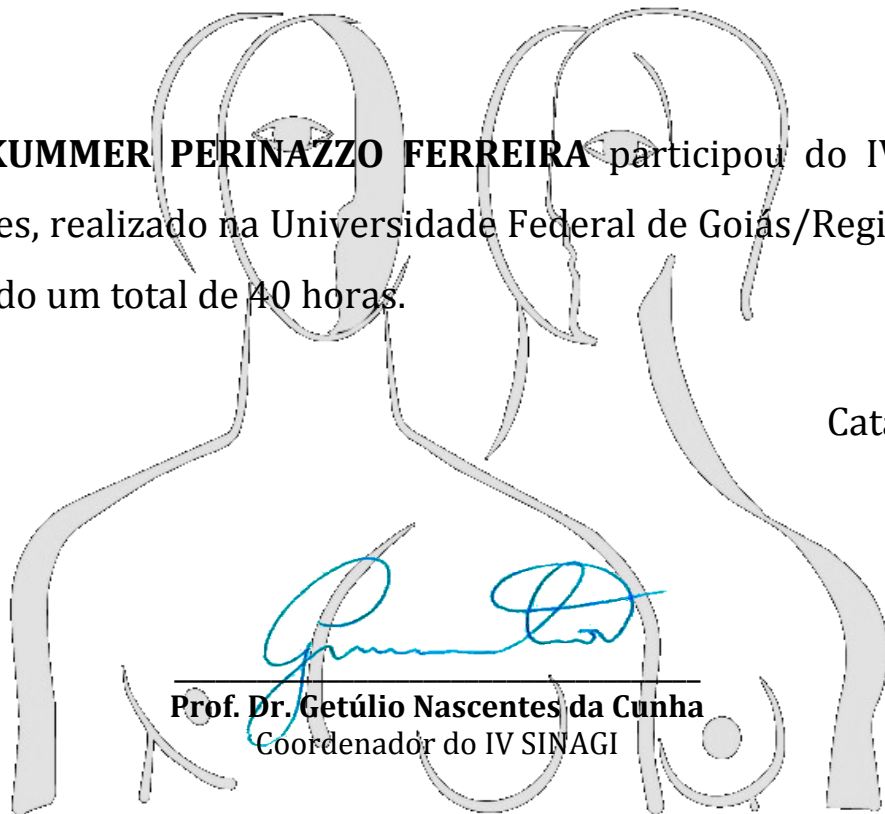 KUMMER PERINAZZO FERREIRA participou do IV
es, realizado na Universidade Federal de Goiás/Regi
do um total de 40 horas.
Cata
Prof. Dr. Getúlio Nascentes da Cunha
Coordenador do IV SINAGI